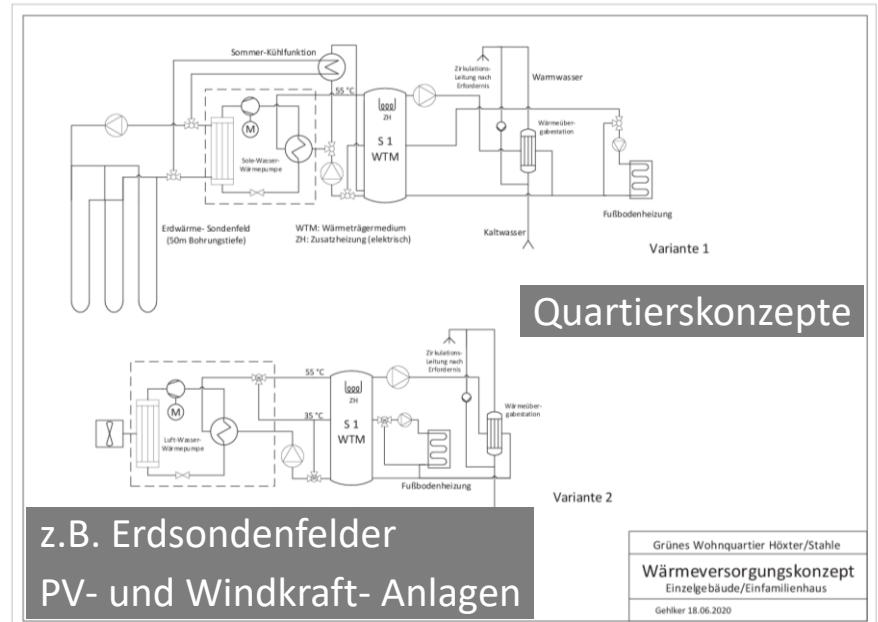 Sommer-Kühlfunktion
Zirkulations-
Leitung nach
Erfordernis
Warmwasser
55 °C
ZH
S 1
WTM
Wärmeüber-
gabestation
M
Sole-Wasser-
Wärmepumpe
Fußbodenheizung
Erdwärme- Sondenfeld
(50m Bohrungstiefe)
WTM: Wärmeträgermedium
ZH: Zusatzheizung (elektrisch)
Kaltwasser
Variante 1
Quartierskonzepte
Zirkulations-
Leitung nach
Erfordernis
55 °C
ZH
M
35 °C
S 1
WTM
Wärmeüber-
gabestation
Luft-Wasser-
Wärmepumpe
Fußbodenheizung
Variante 2
z.B. Erdsondenfelder
PV- und Windkraft- Anlagen
Grünes Wohnquartier Höxter/Stahle
Wärmeversorgungskonzept
Einzelgebäude/Einfamilienhaus
Gehlker 18.06.2020